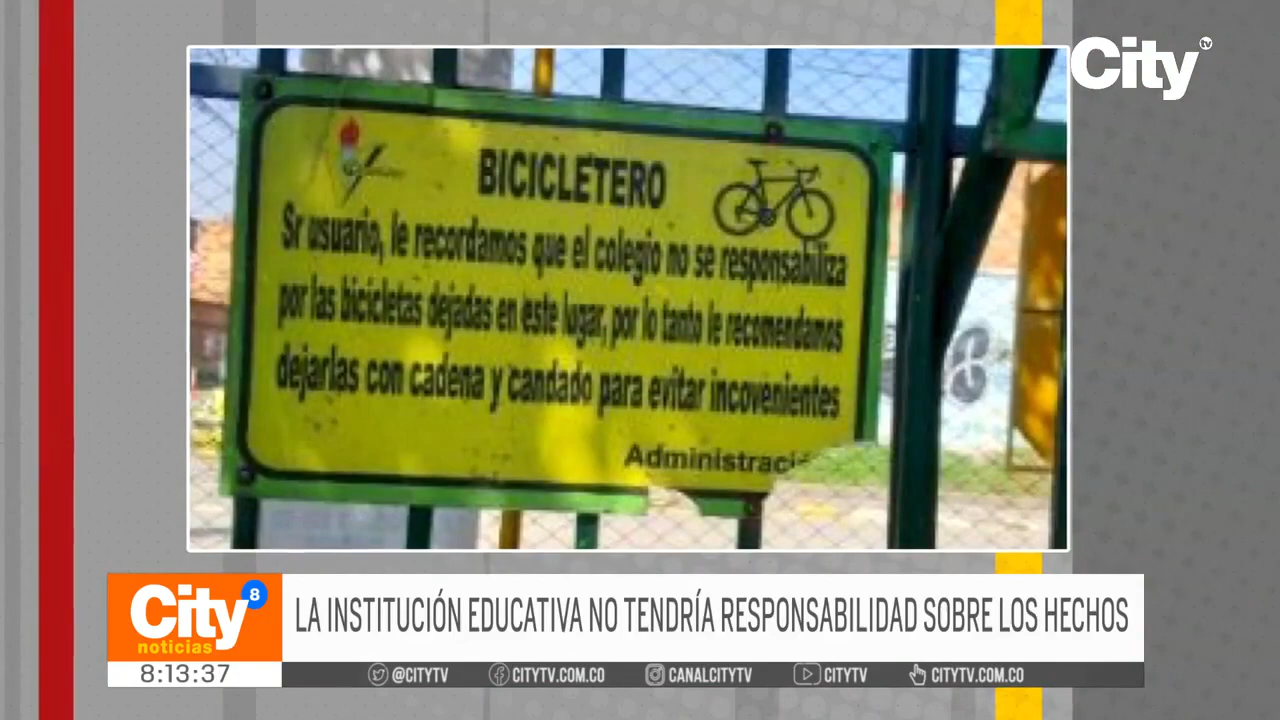 City tv
BICICLETERO
Sr usuario, le recordamos que el colegio no se responsabiliza
por las bicicletas dejadas en este lugar, por lo tanto le recomendamos
dejarlas con cadena y candado para evitar incovenientes
City 8
noticias
LA INSTITUCIÓN EDUCATIVA NO TENDRÍA RESPONSABILIDAD SOBRE LOS HECHOS
8:13:37
@CITYTV CITYTV.COM.CO CANALCITYTV CITYTV CITYTV.COM.CO